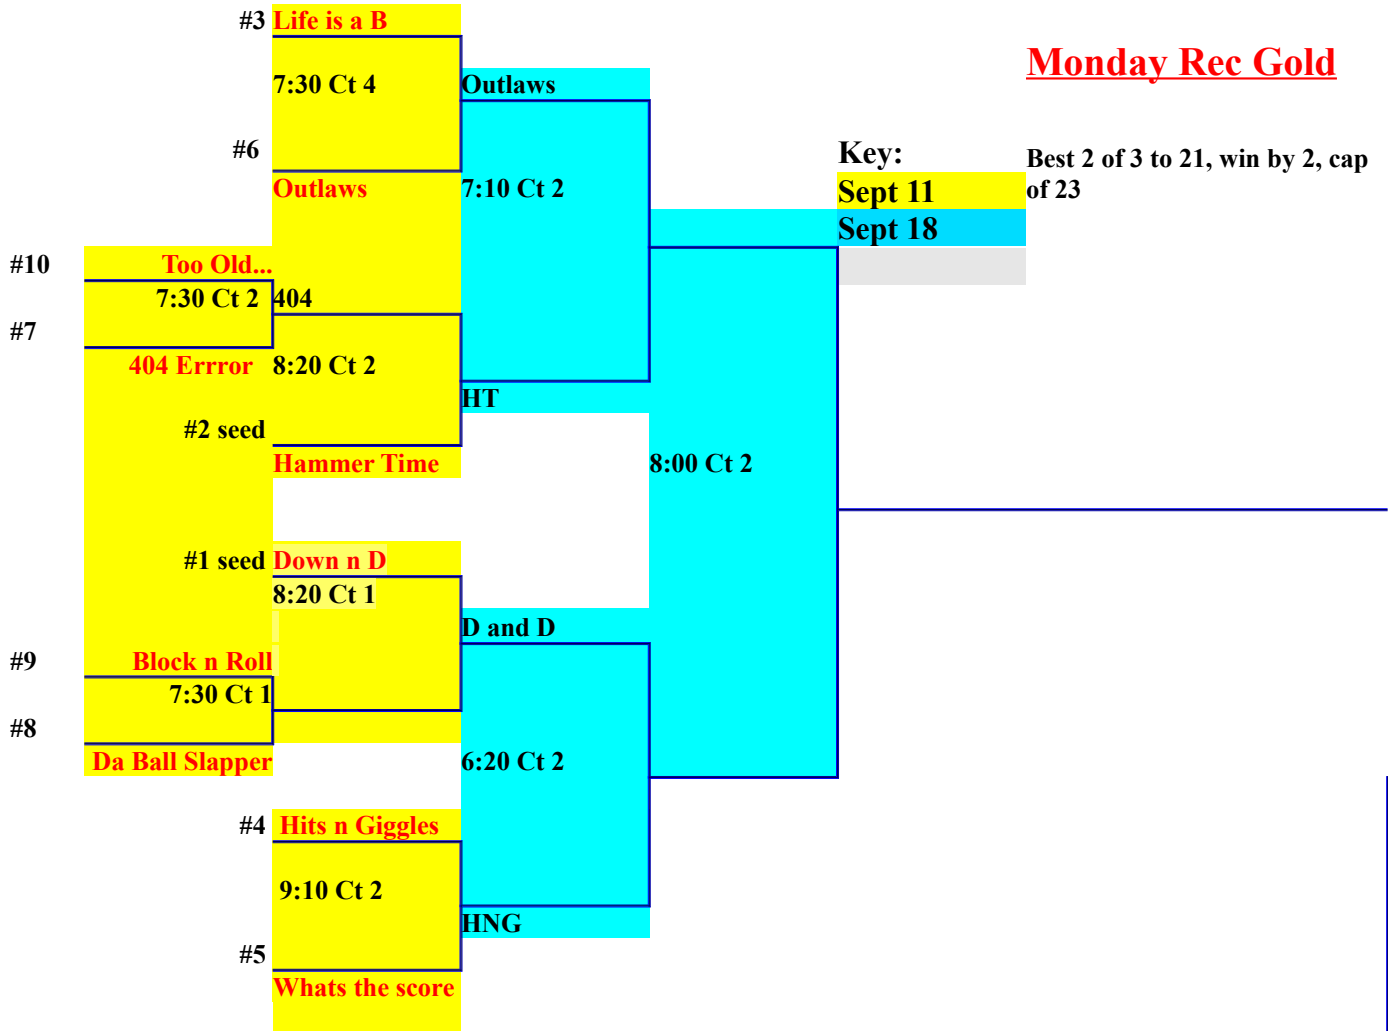 #3 Life is a B
Monday Rec Gold
7:30 Ct 4
Outlaws
#6
Key:
Best 2 of 3 to 21, win by 2, cap
of 23
Outlaws
7:10 Ct 2
Sept 11
Sept 18
#10
Too Old...
7:30 Ct 2
404
#7
404 Errror
8:20 Ct 2
HT
#2 seed
Hammer Time
8:00 Ct 2
#1 seed Down n D
8:20 Ct 1
D and D
#9
Block n Roll
7:30 Ct 1
#8
Da Ball Slapper
6:20 Ct 2
#4
Hits n Giggles
9:10 Ct 2
HNG
#5
Whats the score